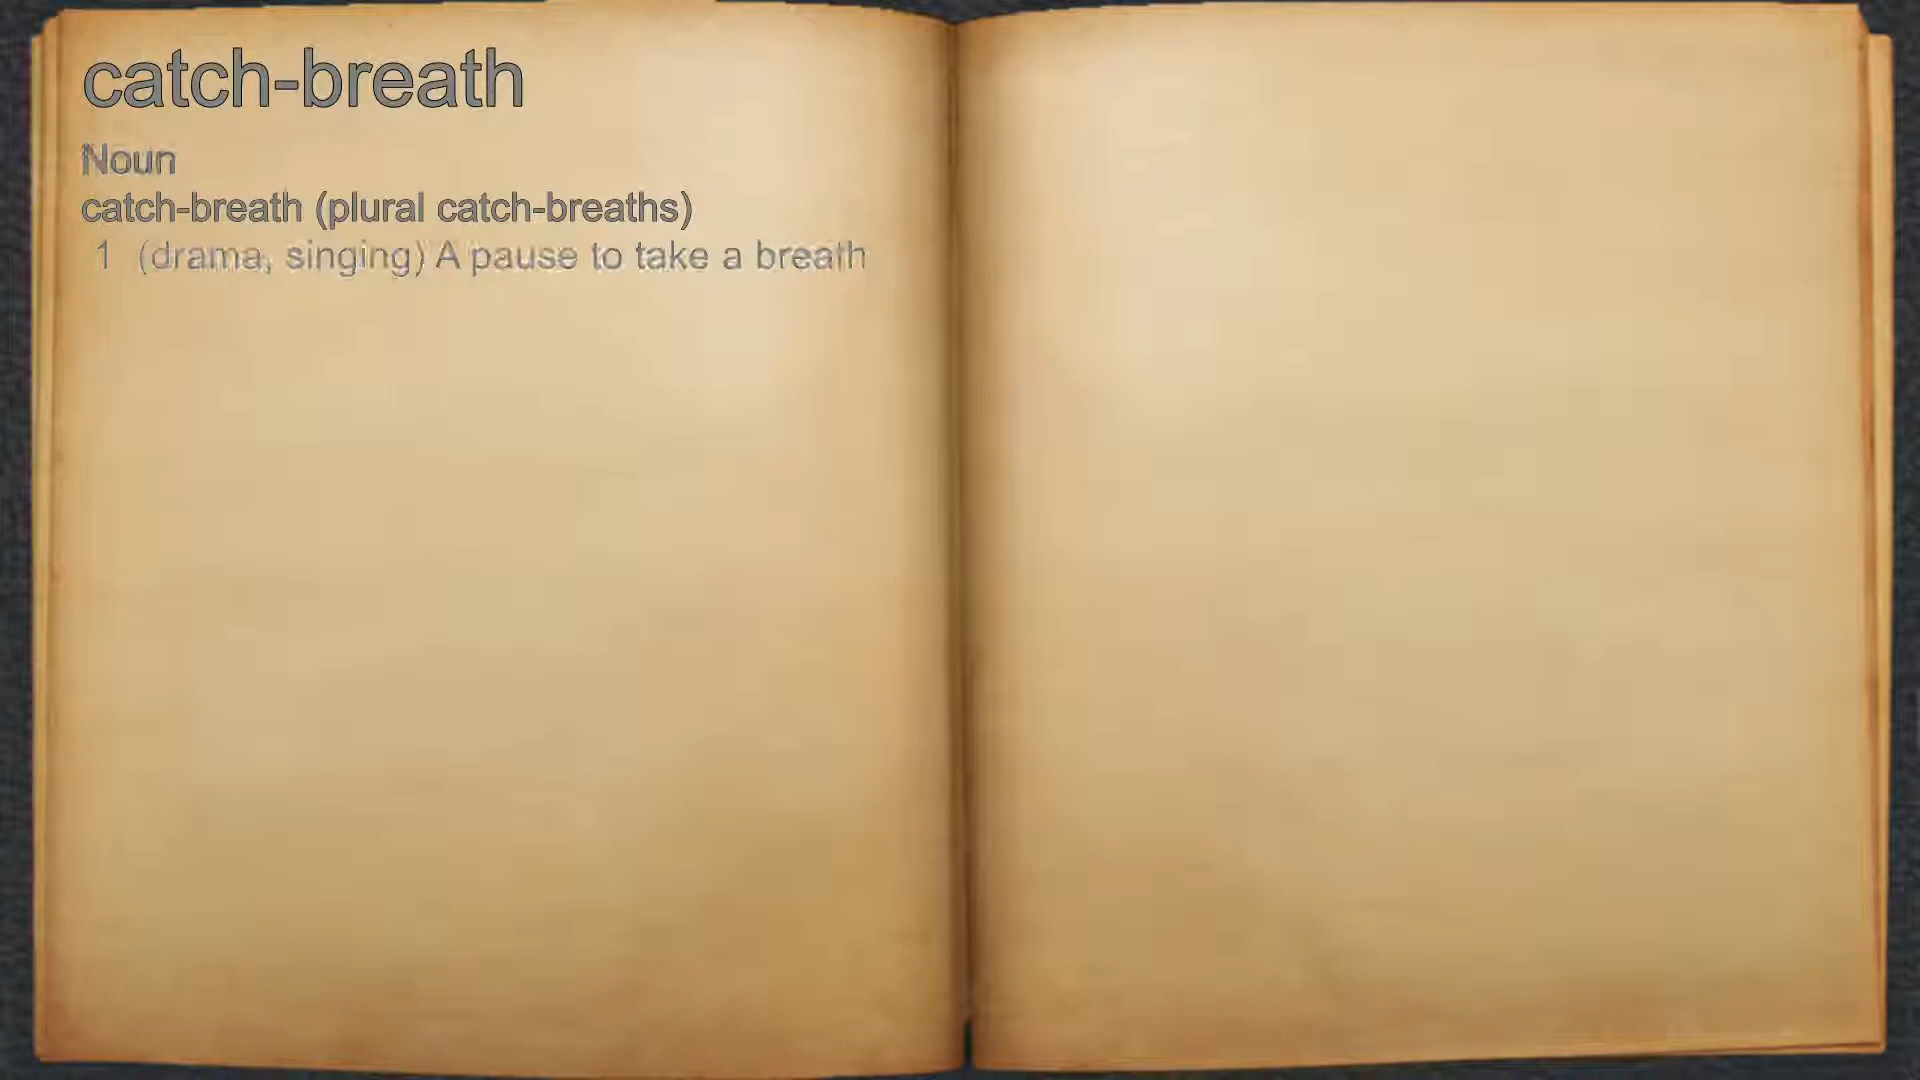 catch-breath
Noun
catch-breath (plural catch-breaths)
1 (drama, singing) A pause to take a breath